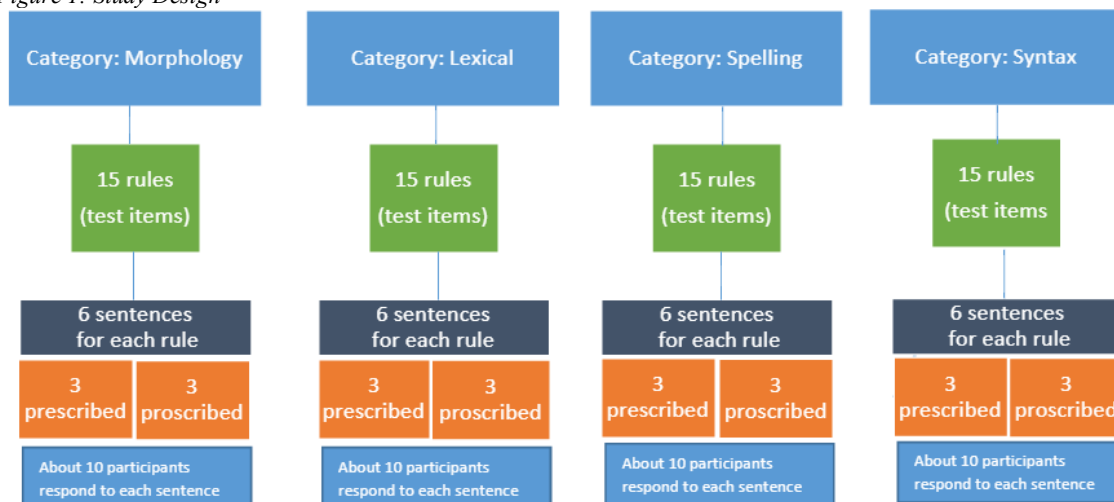 Figure 1: Study Design
Category: Morphology
15 rules
(test items)
6 sentences
for each rule
3
prescribed
3
proscribed
About 10 participants
respond to each sentence
Category: Lexical
15 rules
(test items)
6 sentences
for each rule
3
prescribed
3
proscribed
About 10 participants
respond to each sentence
Category: Spelling
15 rules
(test items)
6 sentences
for each rule
3
prescribed
3
proscribed
About 10 participants
respond to each sentence
Category: Syntax
15 rules
(test items
6 sentences
for each rule
3
prescribed
3
proscribed
About 10 participants
respond to each sentence